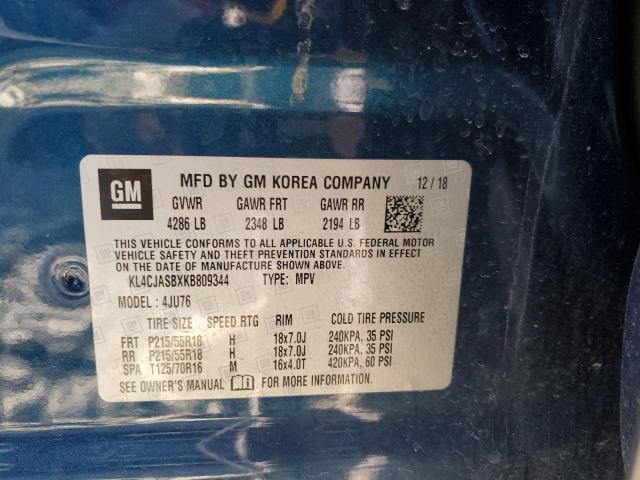 GM
MFD BY GM KOREA COMPANY 12/18
GVWR GAWR FRT GAWR RR
4286 LB 2348 LB 2194 LB
THIS VEHICLE CONFORMS TO ALL APPLICABLE U.S. FEDERAL MOTOR
VEHICLE SAFETY AND THEFT PREVENTION STANDARDS IN EFFECT
ON THE DATE OF MANUFACTURE SHOWN ABOVE.
KL4CJASBXKB809344 TYPE: MPV
MODEL: 4JU76
TIRE-SIZE SPEED RTG RIM COLD TIRE PRESSURE
FRT P215/55R18 H 18x7.0J 240KPA, 35 PSI
RR P215/55R18 H 18x7.0J 240KPA, 35 PSI
SPA T125/70R16 M 16x4.0T 420KPA, 60 PSI
SEE OWNER'S MANUAL FOR MORE INFORMATION.